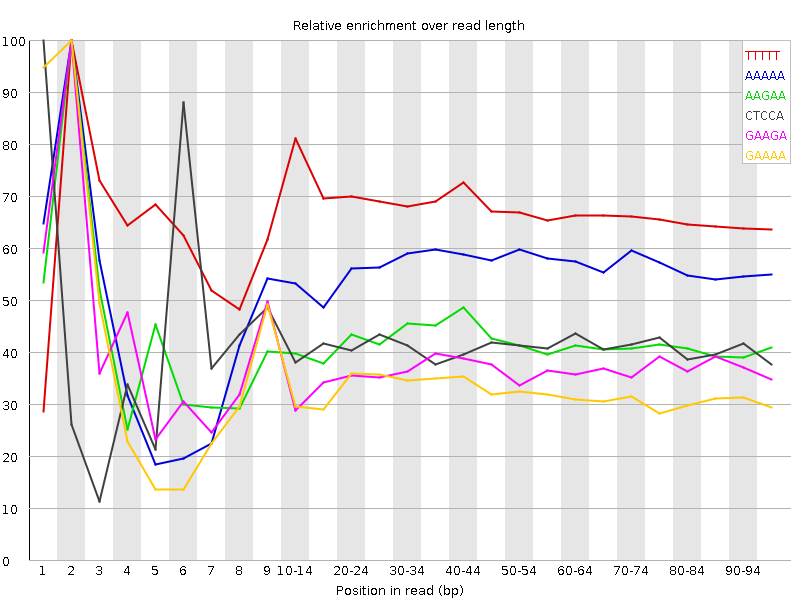 Relative enrichment over read length
100
90
80
70
60
50
40
30
20
10
0
TTTTT
AAAAA
AAGAA
CTCCA
GAAGA
GAAAA
1 2 3 4 5 6 7 8 9 10-14 20-24 30-34 40-44 50-54 60-64 70-74 80-84 90-94
Position in read (bp)